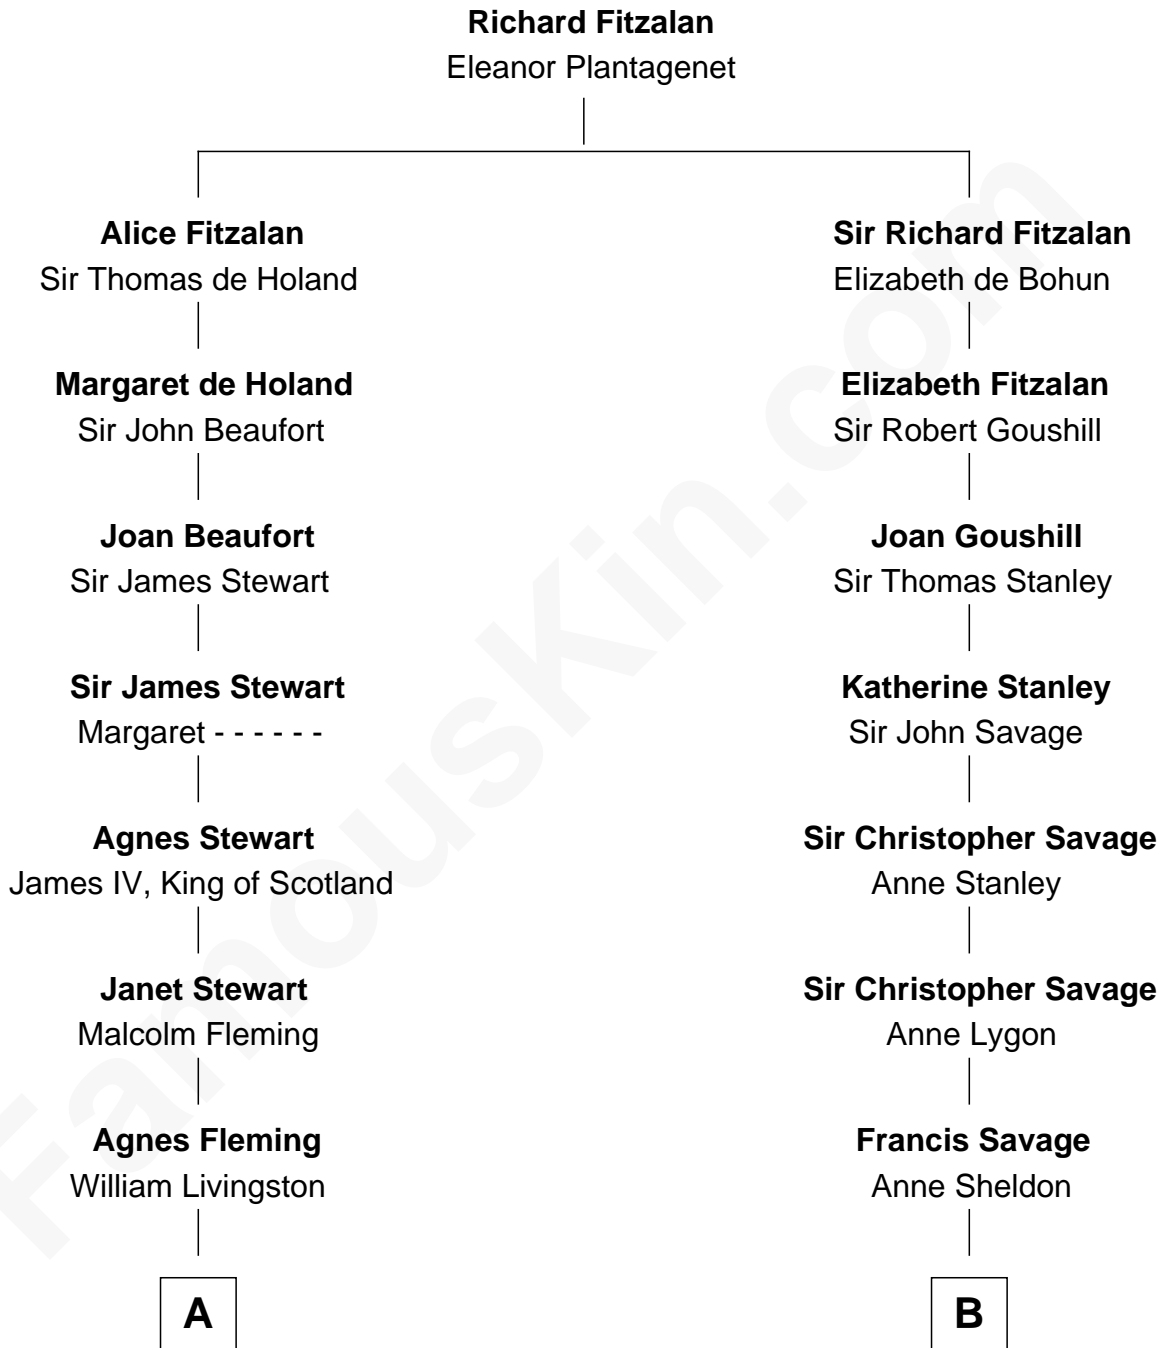 Richard Fitzalan
Eleanor Plantagenet
Alice Fitzalan
Sir Thomas de Holand
Sir Richard Fitzalan
Elizabeth de Bohun
Margaret de Holand
Sir John Beaufort
Elizabeth Fitzalan
Sir Robert Goushill
Joan Beaufort
Sir James Stewart
Joan Goushill
Sir Thomas Stanley
Sir James Stewart
Margaret - - - - - -
Katherine Stanley
Sir John Savage
Agnes Stewart
James IV, King of Scotland
Sir Christopher Savage
Anne Stanley
Janet Stewart
Malcolm Fleming
Sir Christopher Savage
Anne Lygon
Agnes Fleming
William Livingston
Francis Savage
Anne Sheldon
A
B
FamousKin.com